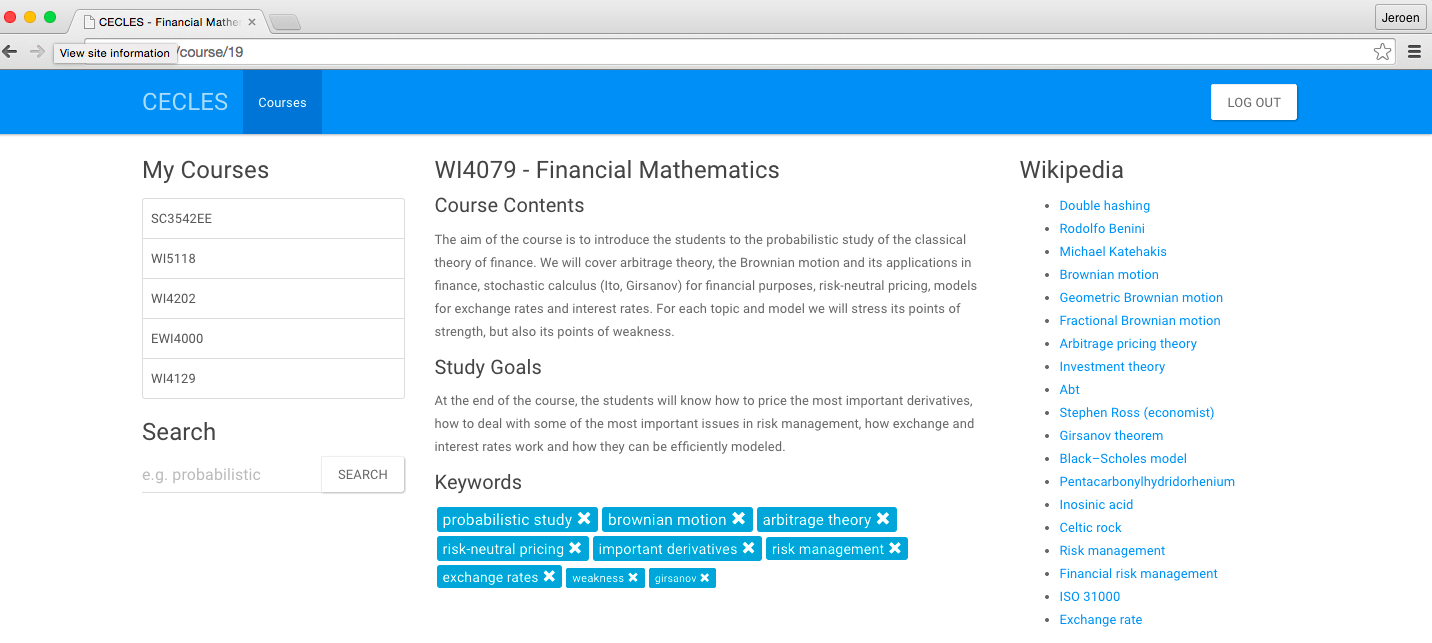 CECLES - Financial Mathe
Jeroen
View site information
/course/19
CECLES
Courses
LOG OUT
My Courses
SC3542EE
WI5118
WI4202
EWI4000
WI4129
Search
e.g. probabilistic
SEARCH
WI4079 - Financial Mathematics
Course Contents
The aim of the course is to introduce the students to the probabilistic study of the classical
theory of finance. We will cover arbitrage theory, the Brownian motion and its applications in
finance, stochastic calculus (Ito, Girsanov) for financial purposes, risk-neutral pricing, models
for exchange rates and interest rates. For each topic and model we will stress its points of
strength, but also its points of weakness.
Study Goals
At the end of the course, the students will know how to price the most important derivatives,
how to deal with some of the most important issues in risk management, how exchange and
interest rates work and how they can be efficiently modeled.
Keywords
probabilistic study ✖ brownian motion ✖ arbitrage theory ✖
risk-neutral pricing ✖ important derivatives ✖ risk management ✖
exchange rates ✖ weakness ✖ girsanov ✖
Wikipedia
• Double hashing
• Rodolfo Benini
• Michael Katehakis
• Brownian motion
• Geometric Brownian motion
• Fractional Brownian motion
• Arbitrage pricing theory
• Investment theory
• Abt
• Stephen Ross (economist)
• Girsanov theorem
• Black–Scholes model
• Pentacarbonylhydridorhenium
• Inosinic acid
• Celtic rock
• Risk management
• Financial risk management
• ISO 31000
• Exchange rate